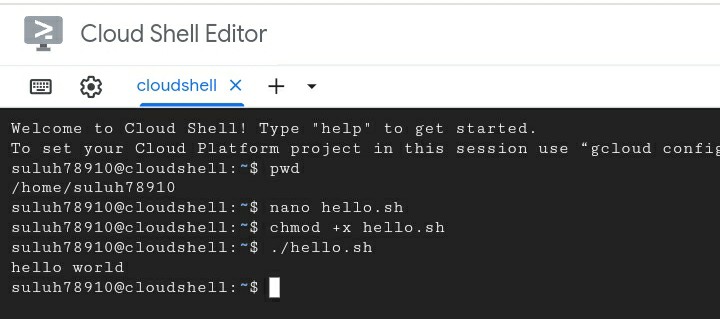 Cloud Shell Editor
cloudshell
Welcome to Cloud Shell! Type "help" to get started.
To set your Cloud Platform project in this session use “gcloud config
suluh78910@cloudshell:~$ pwd
/home/suluh78910
suluh78910@cloudshell:~$ nano hello.sh
suluh78910@cloudshell:~$ chmod +x hello.sh
suluh78910@cloudshell:~$ ./hello.sh
hello world
suluh78910@cloudshell:~$